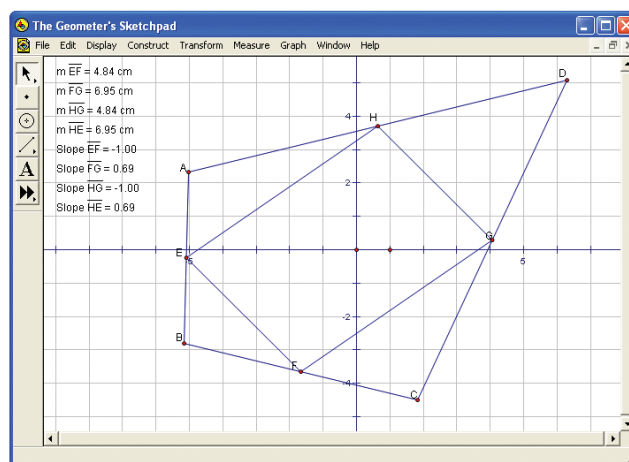 The Geometer's Sketchpad
File Edit Display Construct Transform Measure Graph Window Help
m EF = 4.84 cm
m FG = 6.95 cm
m HG = 4.84 cm
m HE = 6.95 cm
Slope EF = -1.00
Slope FG = 0.69
Slope HG = -1.00
Slope HE = 0.69
D
4
H
A
2
G
E
-5
5
-2
B
F
-4
C
A